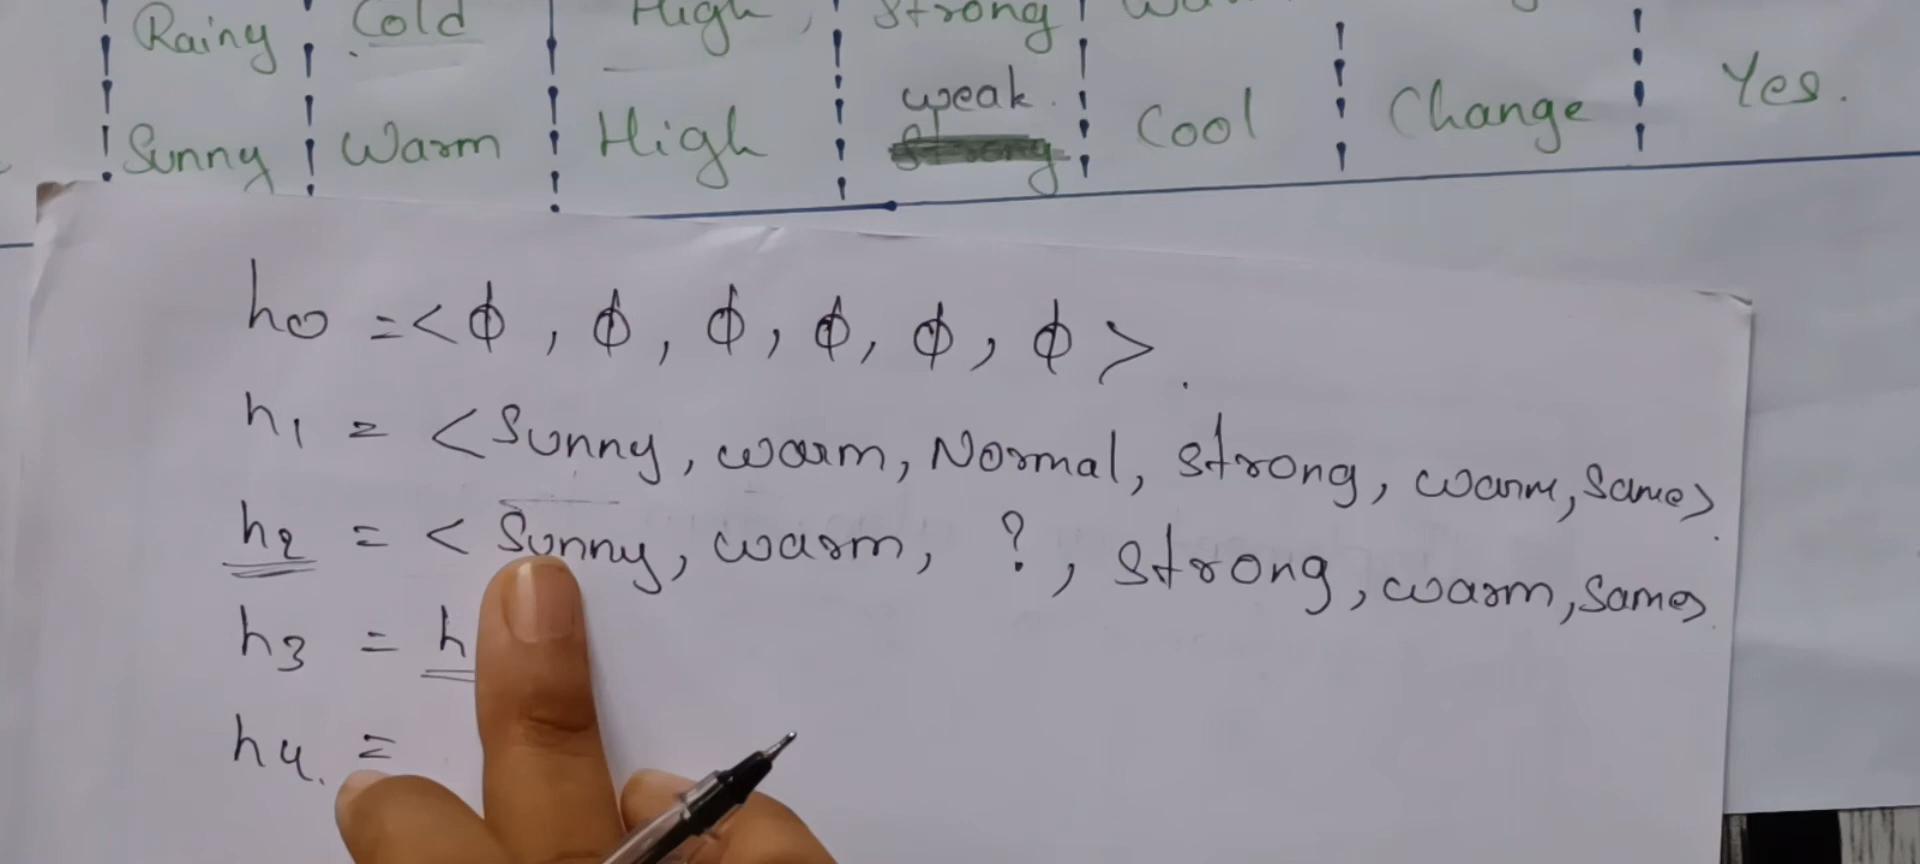 Rainy Cold High, Strong
Sunny Warm High weak. Cool Change Yes.
h0 = < ϕ, ϕ, ϕ, ϕ, ϕ, ϕ >.
h1 = < Sunny, warm, Normal, strong, warm, Same>
h2 = < Sunny, warm, ?, strong, warm, Same>
h3 = h
h4. =